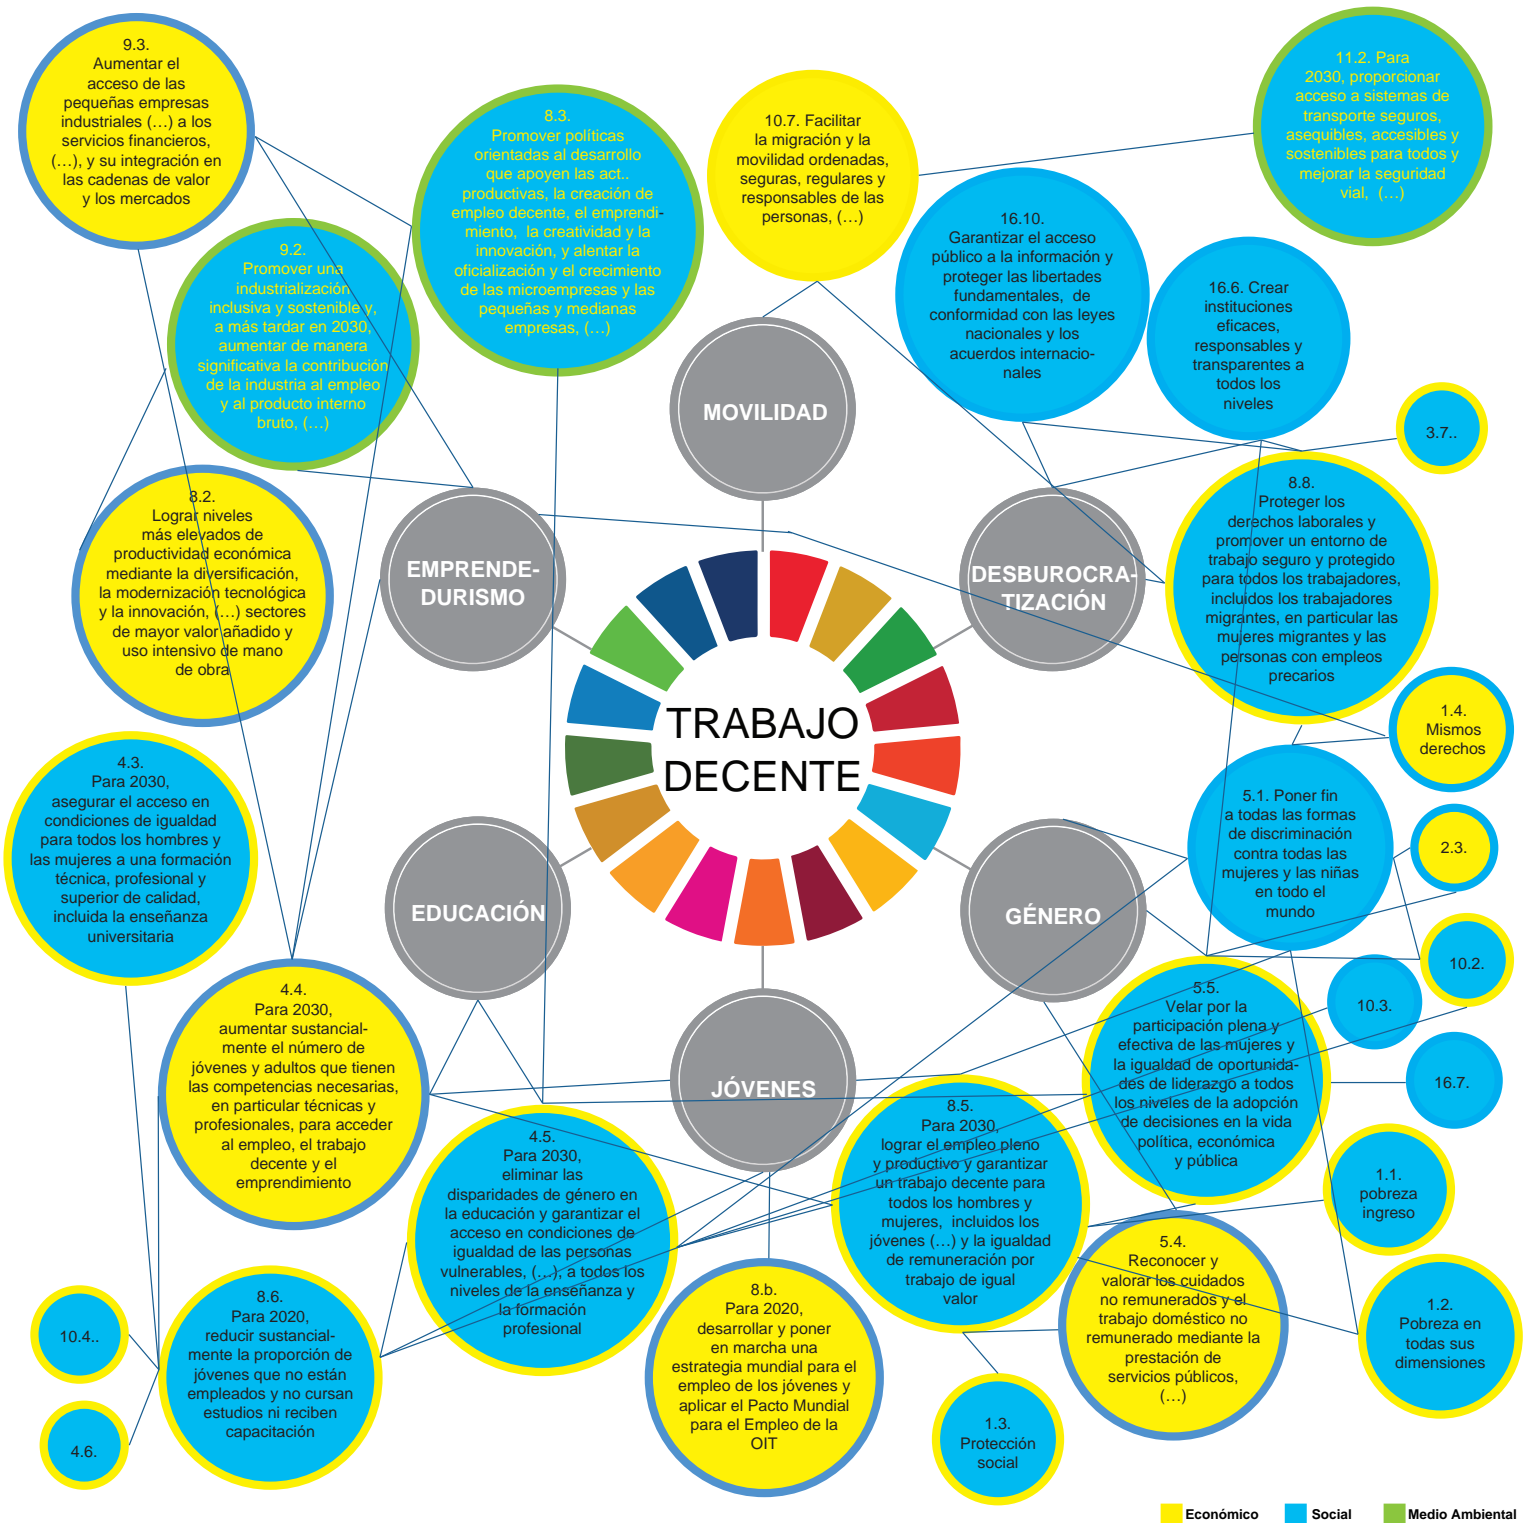 9.3.
Aumentar el
acceso de las
pequeñas empresas
industriales (…) a los
servicios financieros,
(…), y su integración en
las cadenas de valor
y los mercados
8.3.
Promover políticas
orientadas al desarrollo
que apoyen las act..
productivas, la creación de
empleo decente, el emprendi-
miento, la creatividad y la
innovación, y alentar la
oficialización y el crecimiento
de las microempresas y las
pequeñas y medianas
empresas, (…)
10.7. Facilitar
la migración y la
movilidad ordenadas,
seguras, regulares y
responsables de las
personas, (…)
11.2. Para
2030, proporcionar
acceso a sistemas de
transporte seguros,
asequibles, accesibles y
sostenibles para todos y
mejorar la seguridad
vial, (…)
9.2.
Promover una
industrialización
inclusiva y sostenible y,
a más tardar en 2030,
aumentar de manera
significativa la contribución
de la industria al empleo
y al producto interno
bruto, (…)
16.10.
Garantizar el acceso
público a la información y
proteger las libertades
fundamentales, de
conformidad con las leyes
nacionales y los
acuerdos internacio-
nales
16.6. Crear
instituciones
eficaces,
responsables y
transparentes a
todos los
niveles
MOVILIDAD
3.7..
8.2.
Lograr niveles
más elevados de
productividad económica
mediante la diversificación,
la modernización tecnológica
y la innovación, (…) sectores
de mayor valor añadido y
uso intensivo de mano
de obra
EMPRENDE-
DURISMO
DESBUROCRA-
TIZACIÓN
8.8.
Proteger los
derechos laborales y
promover un entorno de
trabajo seguro y protegido
para todos los trabajadores,
incluidos los trabajadores
migrantes, en particular las
mujeres migrantes y las
personas con empleos
precarios
TRABAJO
DECENTE
1.4.
Mismos
derechos
4.3.
Para 2030,
asegurar el acceso en
condiciones de igualdad
para todos los hombres y
las mujeres a una formación
técnica, profesional y
superior de calidad,
incluida la enseñanza
universitaria
5.1. Poner fin
a todas las formas
de discriminación
contra todas las
mujeres y las niñas
en todo el
mundo
2.3.
EDUCACIÓN
GÉNERO
10.2.
10.3.
4.4.
Para 2030,
aumentar sustancial-
mente el número de
jóvenes y adultos que tienen
las competencias necesarias,
en particular técnicas y
profesionales, para acceder
al empleo, el trabajo
decente y el
emprendimiento
JÓVENES
5.5.
Velar por la
participación plena y
efectiva de las mujeres y
la igualdad de oportunida-
des de liderazgo a todos
los niveles de la adopción
de decisiones en la vida
política, económica
y pública
16.7.
4.5.
Para 2030,
eliminar las
disparidades de género en
la educación y garantizar el
acceso en condiciones de
igualdad de las personas
vulnerables, (…), a todos los
niveles de la enseñanza y
la formación
profesional
8.5.
Para 2030,
lograr el empleo pleno
y productivo y garantizar
un trabajo decente para
todos los hombres y
mujeres, incluidos los
jóvenes (…) y la igualdad
de remuneración por
trabajo de igual
valor
1.1.
pobreza
ingreso
5.4.
Reconocer y
valorar los cuidados
no remunerados y el
trabajo doméstico no
remunerado mediante la
prestación de
servicios públicos,
(…)
10.4..
8.6.
Para 2020,
reducir sustancial-
mente la proporción de
jóvenes que no están
empleados y no cursan
estudios ni reciben
capacitación
8.b.
Para 2020,
desarrollar y poner
en marcha una
estrategia mundial para el
empleo de los jóvenes y
aplicar el Pacto Mundial
para el Empleo de la
OIT
1.2.
Pobreza en
todas sus
dimensiones
4.6.
1.3.
Protección
social
Económico
Social
Medio Ambiental